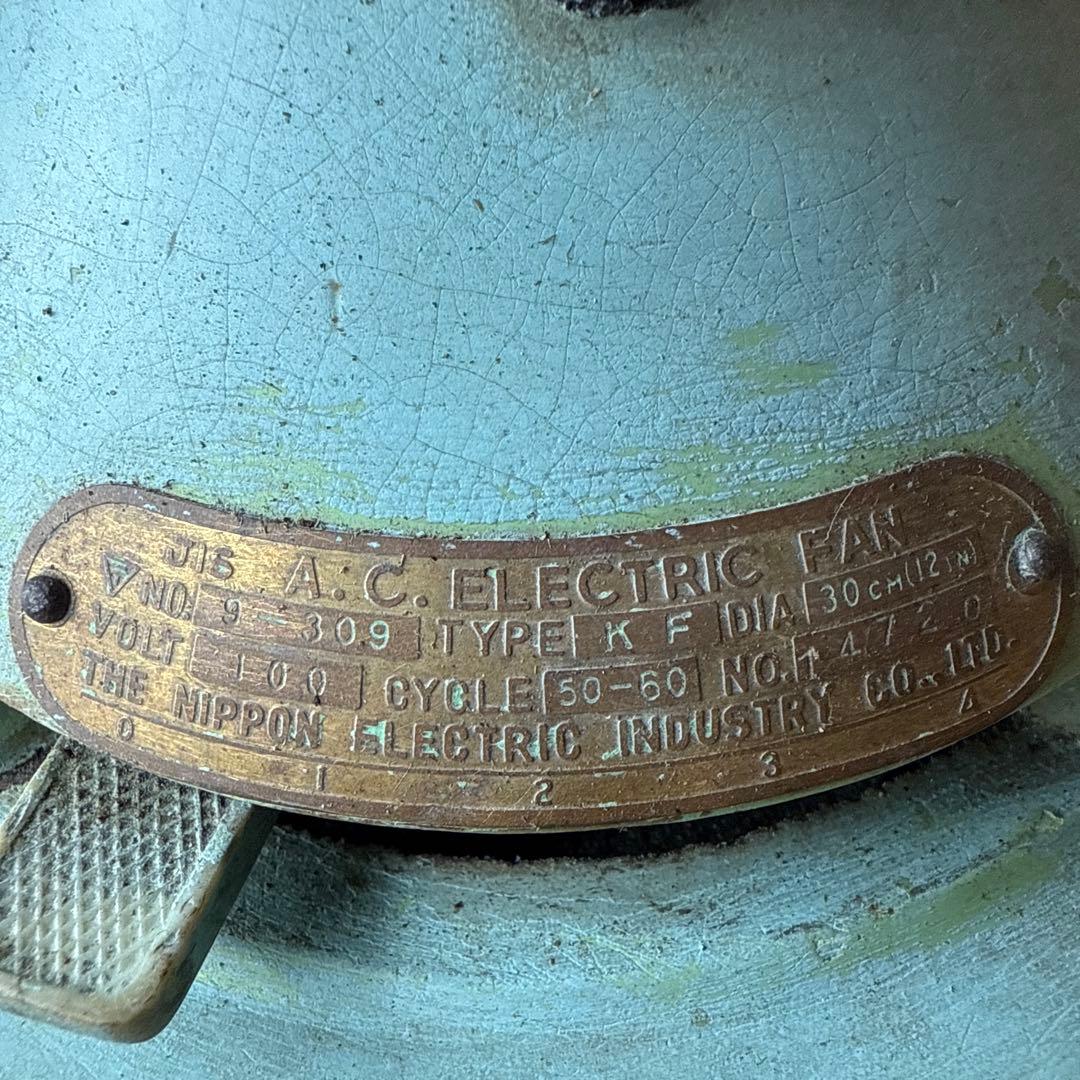 JIS A.C. ELECTRIC FAN
NO. 9-309 TYPE K F DIA 30CM(12IN)
VOLT 100 CYCLE 50-60 NO. 14720
THE NIPPON ELECTRIC INDUSTRY CO., LTD.
0 1 2 3 4